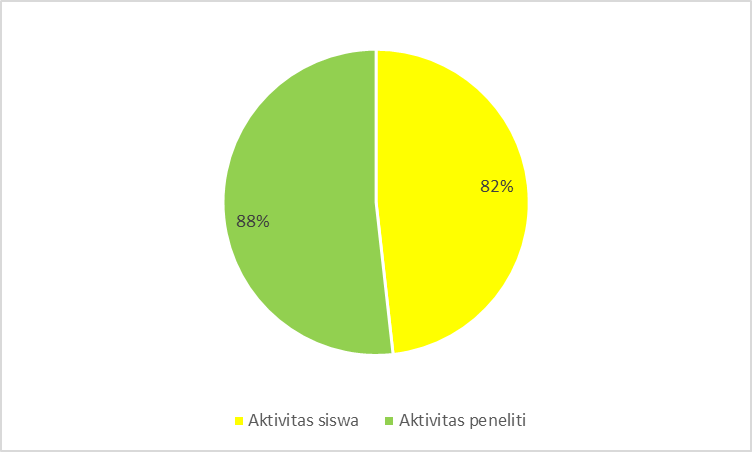 82%
88%
Aktivitas siswa
Aktivitas peneliti